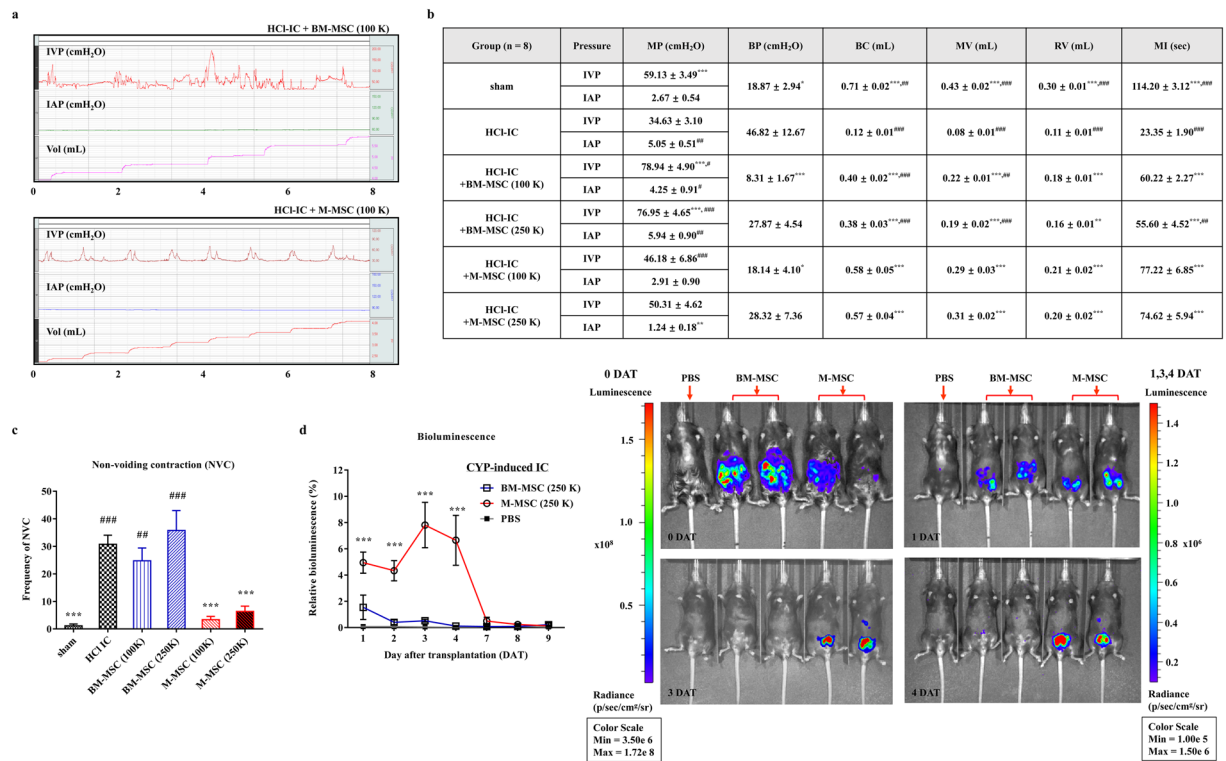 a
HCl-IC + BM-MSC (100 K)
IVP (cmH₂O)
IAP (cmH₂O)
Vol (mL)
0 2 4 6 8
HCl-IC + M-MSC (100 K)
IVP (cmH₂O)
IAP (cmH₂O)
Vol (mL)
0 2 4 6 8
b
Group (n = 8) Pressure MP (cmH₂O) BP (cmH₂O) BC (mL) MV (mL) RV (mL) MI (sec)
sham IVP 59.13 ± 3.49*** 18.87 ± 2.94* 0.71 ± 0.02***,## 0.43 ± 0.02***,### 0.30 ± 0.01***,### 114.20 ± 3.12***,###
IAP 2.67 ± 0.54
HCl-IC IVP 34.63 ± 3.10 46.82 ± 12.67 0.12 ± 0.01### 0.08 ± 0.01### 0.11 ± 0.01### 23.35 ± 1.90###
IAP 5.05 ± 0.51##
HCl-IC
+BM-MSC (100 K) IVP 78.94 ± 4.90***,# 8.31 ± 1.67*** 0.40 ± 0.02***,### 0.22 ± 0.01***,## 0.18 ± 0.01*** 60.22 ± 2.27***
IAP 4.25 ± 0.91#
HCl-IC
+BM-MSC (250 K) IVP 76.95 ± 4.65***,### 27.87 ± 4.54 0.38 ± 0.03***,### 0.19 ± 0.02***,### 0.16 ± 0.01** 55.60 ± 4.52***,##
IAP 5.94 ± 0.90##
HCl-IC
+M-MSC (100 K) IVP 46.18 ± 6.86### 18.14 ± 4.10* 0.58 ± 0.05*** 0.29 ± 0.03*** 0.21 ± 0.02*** 77.22 ± 6.85***
IAP 2.91 ± 0.90
HCl-IC
+M-MSC (250 K) IVP 50.31 ± 4.62 28.32 ± 7.36 0.57 ± 0.04*** 0.31 ± 0.02*** 0.20 ± 0.02*** 74.62 ± 5.94***
IAP 1.24 ± 0.18**
c
Non-voiding contraction (NVC)
Frequency of NVC
50
40
30
20
10
0
***
###
##
###
***
***
sham
HCl IC
BM-MSC (100K)
BM-MSC (250K)
M-MSC (100K)
M-MSC (250K)
d
Bioluminescence
CYP-induced IC
BM-MSC (250 K)
M-MSC (250 K)
PBS
Relative bioluminescence (%)
12
10
8
6
4
2
0
***
***
***
***
1 2 3 4 7 8 9
Day after transplantation (DAT)
0 DAT
Luminescence
PBS BM-MSC M-MSC
1.5
1.0
x10⁸
0.5
Radiance
(p/sec/cm²/sr)
Color Scale
Min = 3.50e 6
Max = 1.72e 8
0 DAT
3 DAT
PBS BM-MSC M-MSC
1 DAT
4 DAT
1,3,4 DAT
Luminescence
1.4
1.2
1.0
0.8
x10⁶
0.6
0.4
0.2
Radiance
(p/sec/cm²/sr)
Color Scale
Min = 1.00e 5
Max = 1.50e 6